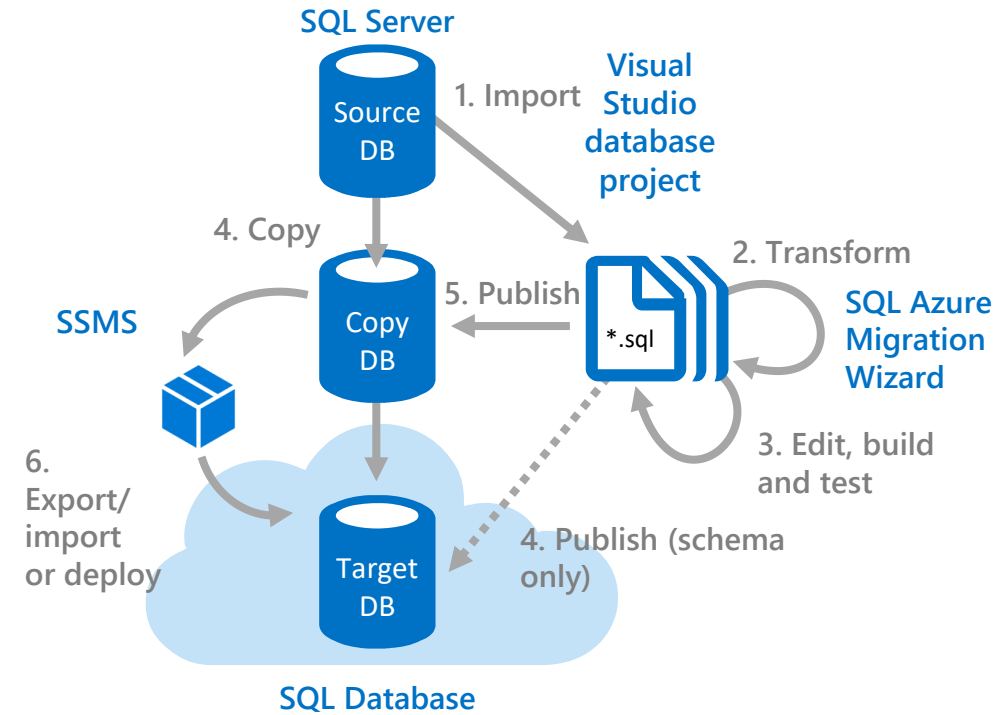 SQL Server
Source
DB
1. Import
Visual
Studio
database
project
4. Copy
2. Transform
SSMS
Copy
DB
5. Publish
*.sql
SQL Azure
Migration
Wizard
3. Edit, build
and test
6.
Export/
import
or deploy
4. Publish (schema
only)
Target
DB
SQL Database